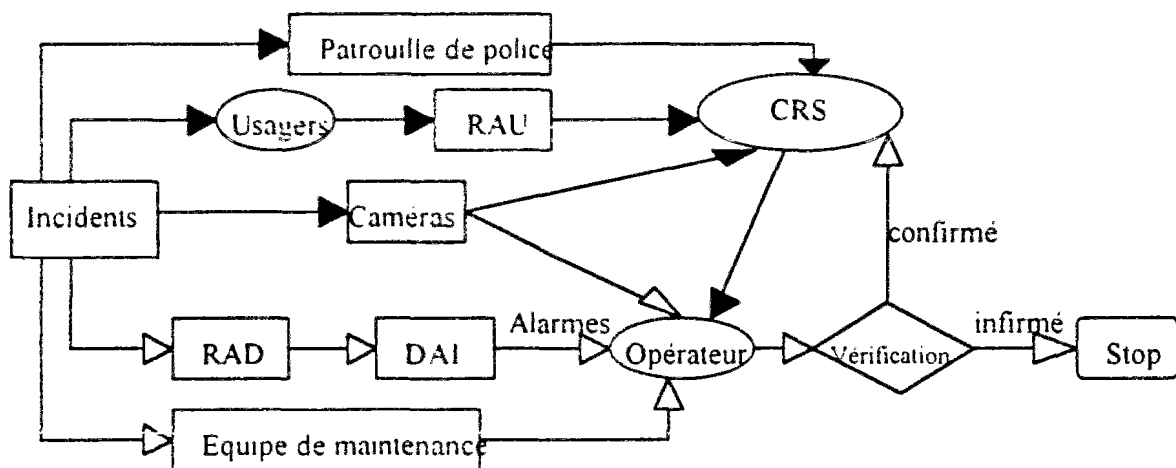 Patrouille de police
CRS
Usagers
RAU
Incidents
Caméras
confirmé
Alarmes
infirmé
RAD
DAI
Opérateur
Vérification
Stop
Equipe de maintenance